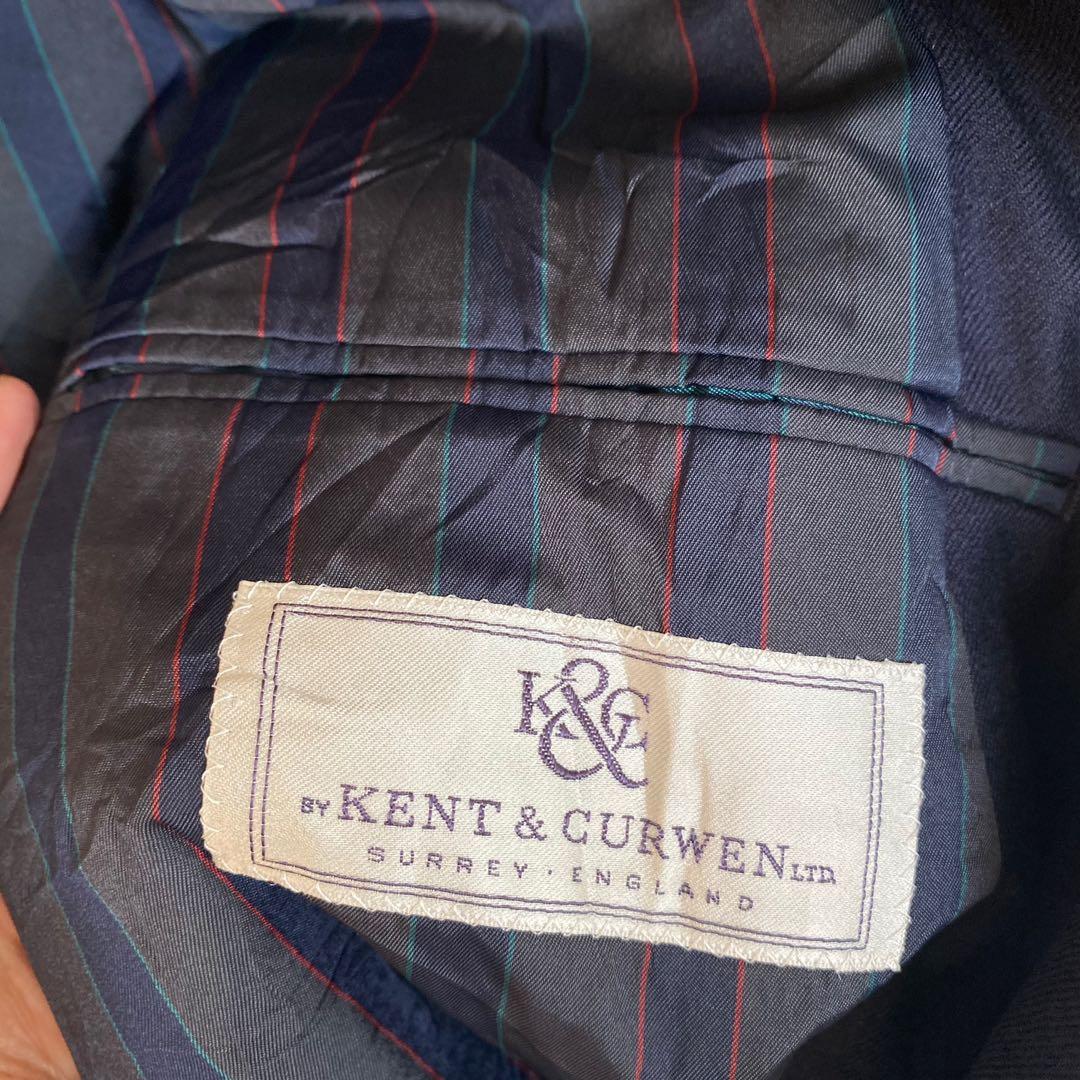 K&C
BY KENT & CURWEN LTD.
SURREY · ENGLAND